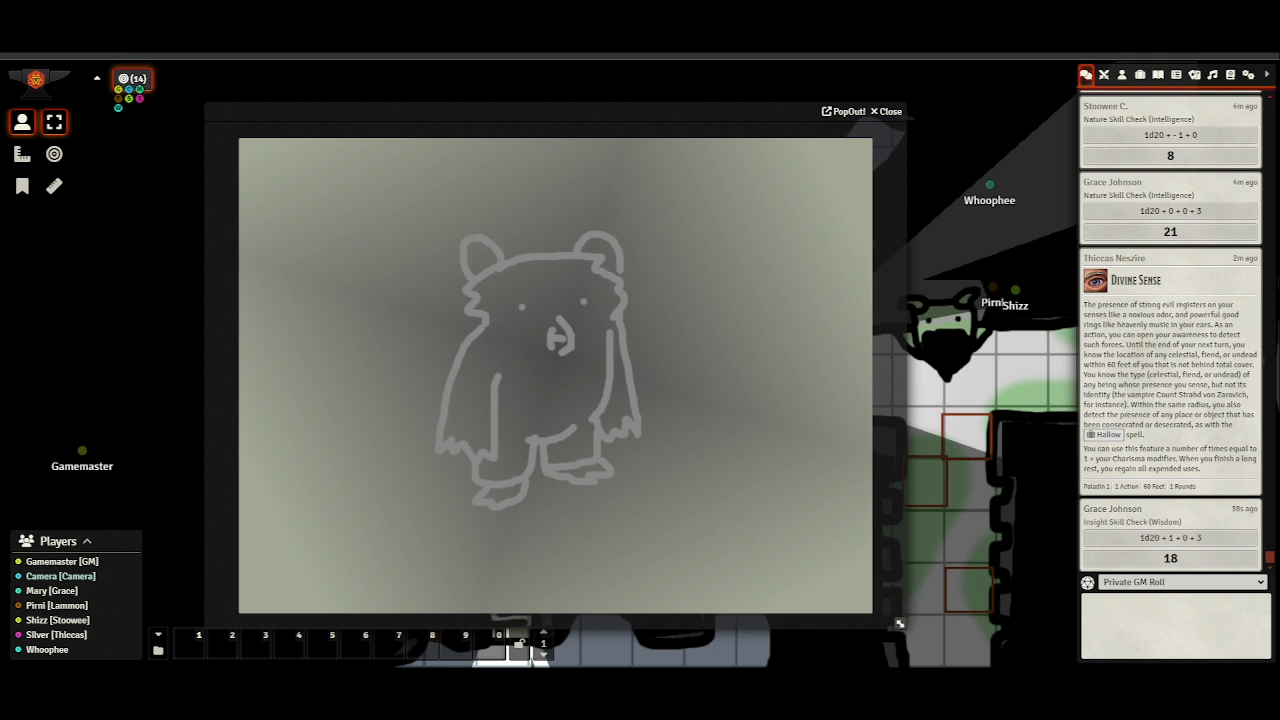 (14)
G C M
P S S
W
PopOut! Close
Whoophee
Pirni
Shizz
Gamemaster
Players
Gamemaster [GM]
Camera [Camera]
Mary [Grace]
Pirni [Lammon]
Shizz [Stoowee]
Sliver [Thiccas]
Whoophee
1 2 3 4 5 6 7 8 9 0
1
Stoowee C. 4m ago
Nature Skill Check (Intelligence)
1d20 + - 1 + 0
8
Grace Johnson 4m ago
Nature Skill Check (Intelligence)
1d20 + 0 + 0 + 3
21
Thiccas Neszire 2m ago
Divine Sense
The presence of strong evil registers on your
senses like a noxious odor, and powerful good
rings like heavenly music in your ears. As an
action, you can open your awareness to detect
such forces. Until the end of your next turn, you
know the location of any celestial, fiend, or undead
within 60 feet of you that is not behind total cover.
You know the type (celestial, fiend, or undead) of
any being whose presence you sense, but not its
identity (the vampire Count Strahd von Zarovich,
for instance). Within the same radius, you also
detect the presence of any place or object that has
been consecrated or desecrated, as with the
Hallow spell.
You can use this feature a number of times equal to
1 + your Charisma modifier. When you finish a long
rest, you regain all expended uses.
Paladin 1 1 Action 60 Feet 1 Rounds
Grace Johnson 38s ago
Insight Skill Check (Wisdom)
1d20 + 1 + 0 + 3
18
Private GM Roll